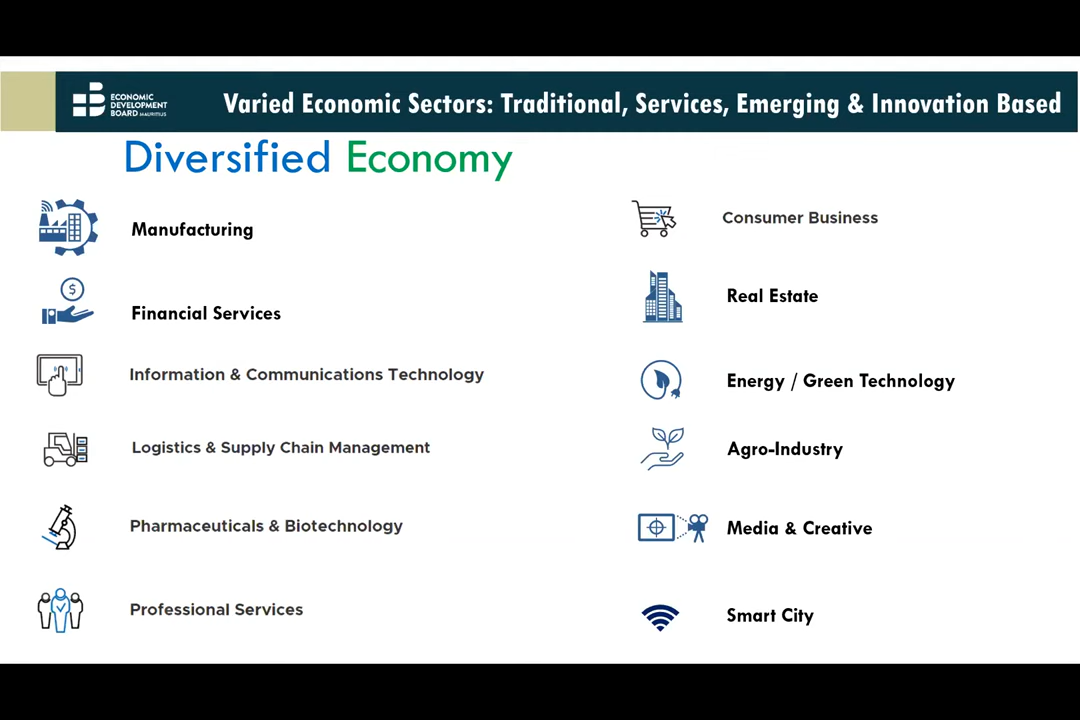 ECONOMIC
DEVELOPMENT
BOARD MAURITIUS
Varied Economic Sectors: Traditional, Services, Emerging & Innovation Based
Diversified Economy
Manufacturing
$
Financial Services
Information & Communications Technology
Logistics & Supply Chain Management
Pharmaceuticals & Biotechnology
Professional Services
Consumer Business
Real Estate
Energy / Green Technology
Agro-Industry
Media & Creative
Smart City